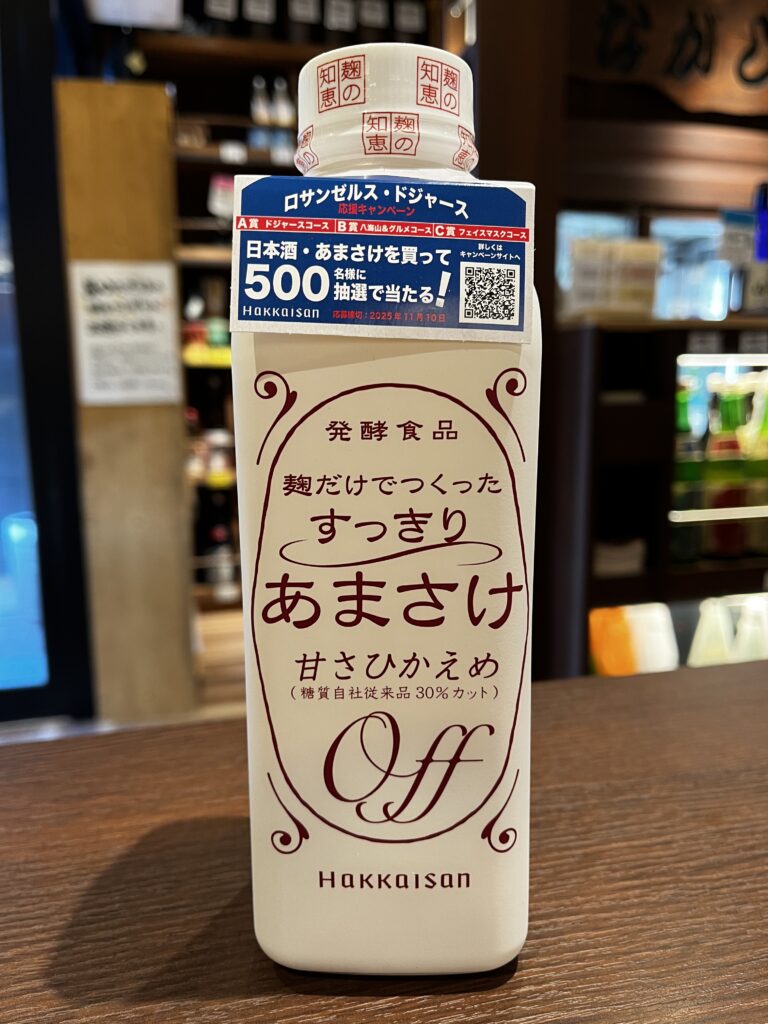 麹の
知恵
麹の
知恵
麹の
知恵
なかし
ロサンゼルス・ドジャース
応援キャンペーン
A賞 ドジャースコース B賞 八海山&グルメコース C賞 フェイスマスクコース
日本酒・あまさけを買って
500名様に抽選で当たる!
詳しくは
キャンペーンサイトへ
HAKKAISAN 応募締切:2025年11月10日
発酵食品
麹だけでつくった
すっきり
あまさけ
甘さひかえめ
(糖質自社従来品30%カット)
Off
HAKKAISAN